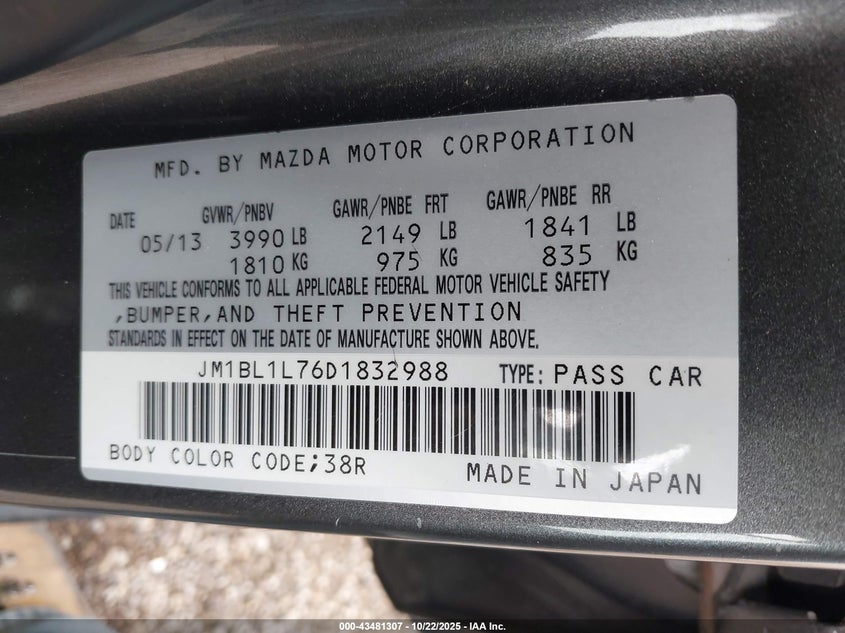 MFD. BY MAZDA MOTOR CORPORATION
DATE GVWR/PNBV GAWR/PNBE FRT GAWR/PNBE RR
05/13 3990 LB 2149 LB 1841 LB
1810 KG 975 KG 835 KG
THIS VEHICLE CONFORMS TO ALL APPLICABLE FEDERAL MOTOR VEHICLE SAFETY
,BUMPER,AND THEFT PREVENTION
STANDARDS IN EFFECT ON THE DATE OF MANUFACTURE SHOWN ABOVE.
JM1BL1L76D1832988 TYPE: PASS CAR
BODY COLOR CODE;38R
MADE IN JAPAN
000-43481307 - 10/22/2025 - IAA Inc.